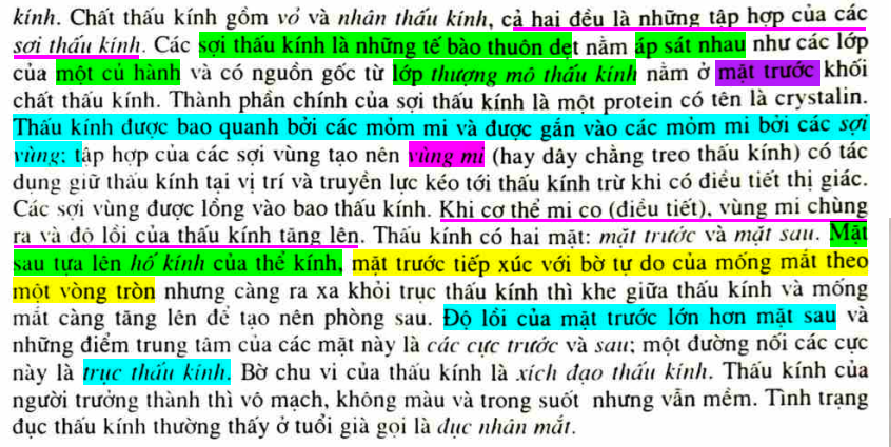 kính. Chất thấu kính gồm vỏ và nhân thấu kính, cả hai đều là những tập hợp của các
sợi thấu kính. Các sợi thấu kính là những tế bào thuôn dẹt nằm áp sát nhau như các lớp
của một củ hành và có nguồn gốc từ lớp thượng mô thấu kính nằm ở mặt trước khối
chất thấu kính. Thành phần chính của sợi thấu kính là một protein có tên là crystalin.
Thấu kính được bao quanh bởi các mỏm mi và được gắn vào các mỏm mi bởi các sợi
vùng; tập hợp của các sợi vùng tạo nên vùng mi (hay dây chằng treo thấu kính) có tác
dụng giữ thấu kính tại vị trí và truyền lực kéo tới thấu kính trừ khi có điều tiết thị giác.
Các sợi vùng được lồng vào bao thấu kính. Khi cơ thể mi co (điều tiết), vùng mi chùng
ra và độ lồi của thấu kính tăng lên. Thấu kính có hai mặt: mặt trước và mặt sau. Mặt
sau tựa lên hố kính của thể kính, mặt trước tiếp xúc với bờ tự do của mống mắt theo
một vòng tròn nhưng càng ra xa khỏi trục thấu kính thì khe giữa thấu kính và mống
mắt càng tăng lên để tạo nên phòng sau. Độ lồi của mặt trước lớn hơn mặt sau và
những điểm trung tâm của các mặt này là các cực trước và sau; một đường nối các cực
này là trục thấu kính. Bờ chu vi của thấu kính là xích đạo thấu kính. Thấu kính của
người trưởng thành thì vô mạch, không màu và trong suốt nhưng vẫn mềm. Tình trạng
đục thấu kính thường thấy ở tuổi già gọi là đục nhân mắt.